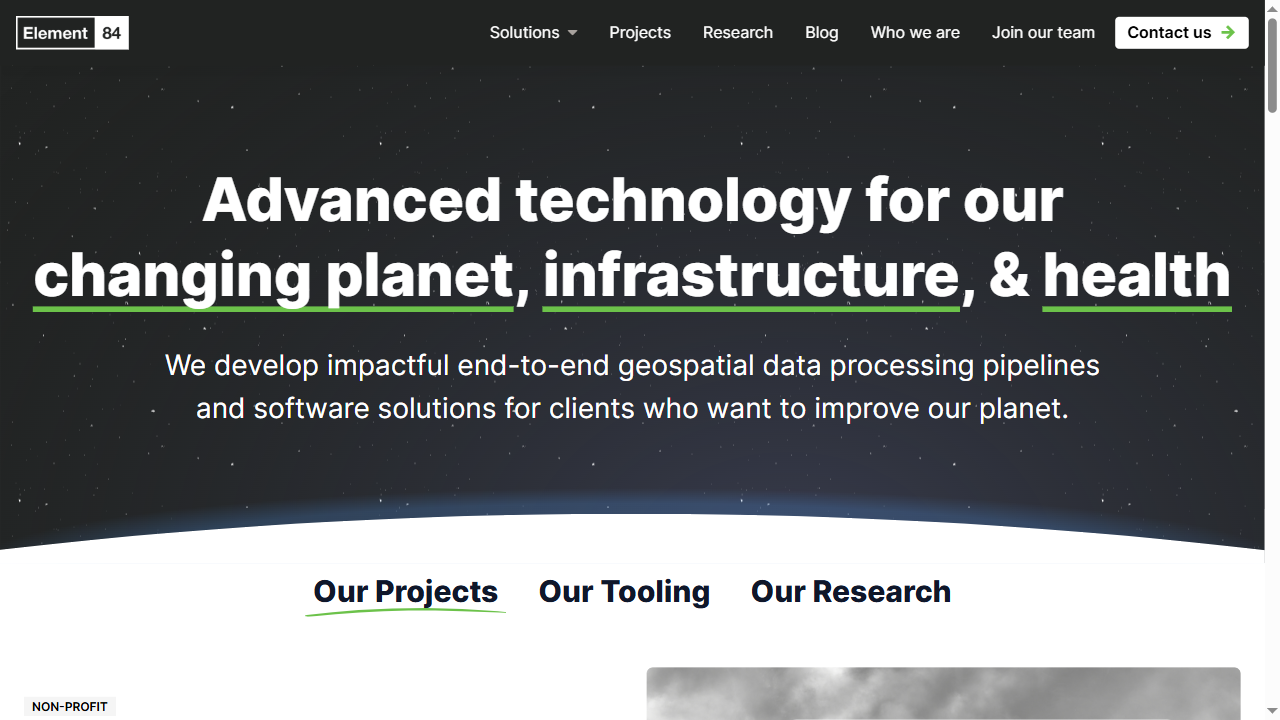 Element 84
Solutions
Projects
Research
Blog
Who we are
Join our team
Contact us
Advanced technology for our
changing planet, infrastructure, & health
We develop impactful end-to-end geospatial data processing pipelines
and software solutions for clients who want to improve our planet.
Our Projects
Our Tooling
Our Research
NON-PROFIT